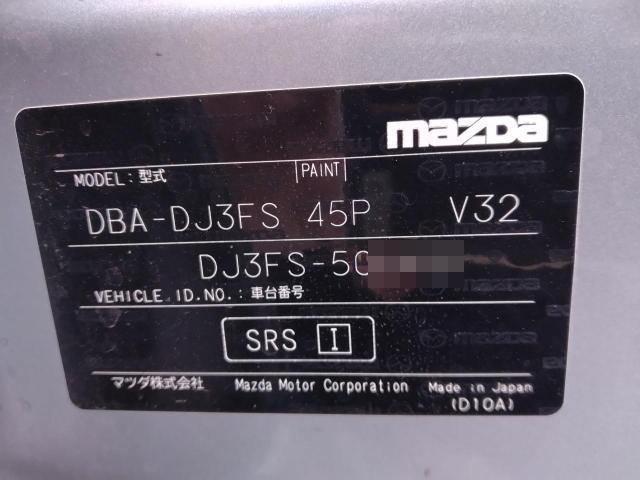 mazda
MODEL: 型式 PAINT
DBA-DJ3FS 45P V32
DJ3FS-50
VEHICLE ID.NO.: 車台番号
SRS I
マツダ株式会社 Mazda Motor Corporation Made in Japan
(D10A)